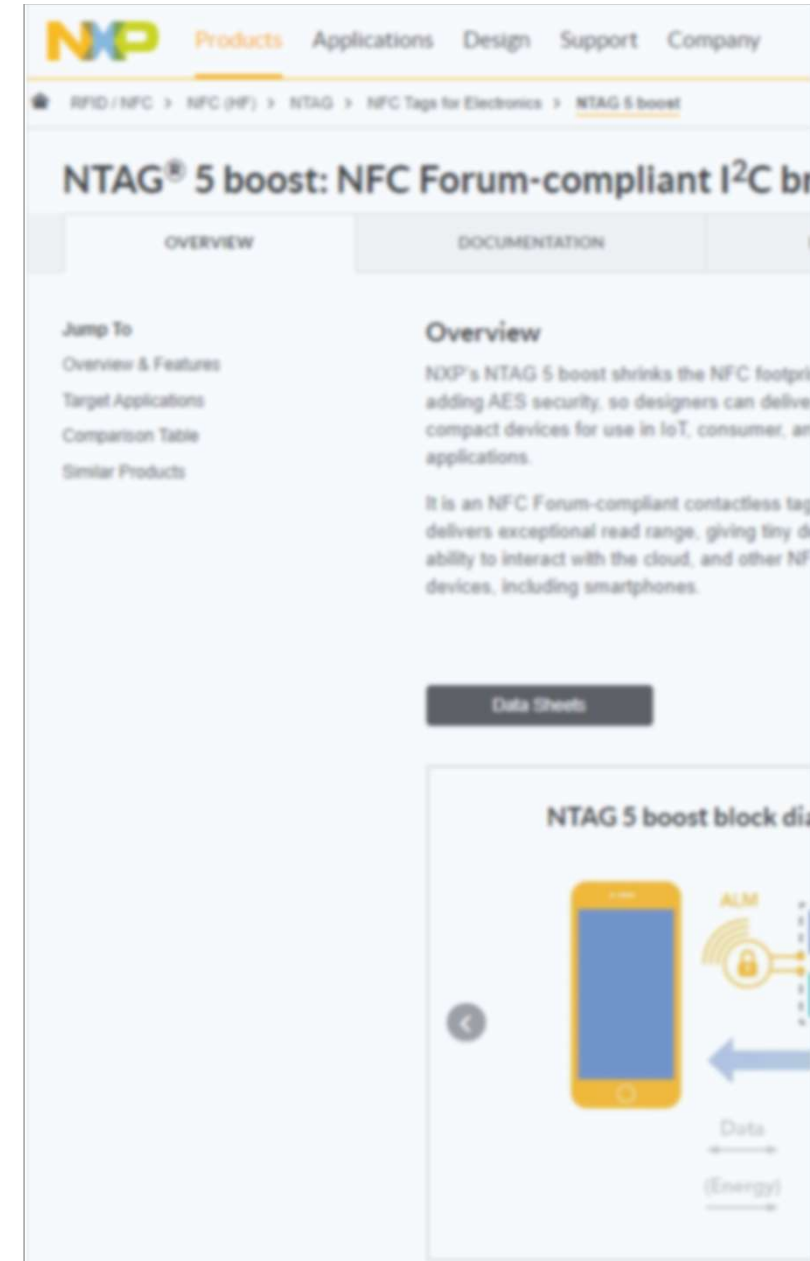 NXP Products Applications Design Support Company
RFID / NFC > NFC (HF) > NTAG > NFC Tags for Electronics > NTAG 5 boost
NTAG® 5 boost: NFC Forum-compliant I²C br
OVERVIEW DOCUMENTATION
Jump To
Overview & Features
Target Applications
Comparison Table
Similar Products
Overview
NXP's NTAG 5 boost shrinks the NFC footpri
adding AES security, so designers can delive
compact devices for use in IoT, consumer, an
applications.
It is an NFC Forum-compliant contactless tag
delivers exceptional read range, giving tiny d
ability to interact with the cloud, and other NF
devices, including smartphones.
Data Sheets
NTAG 5 boost block dia
ALM
Data
(Energy)